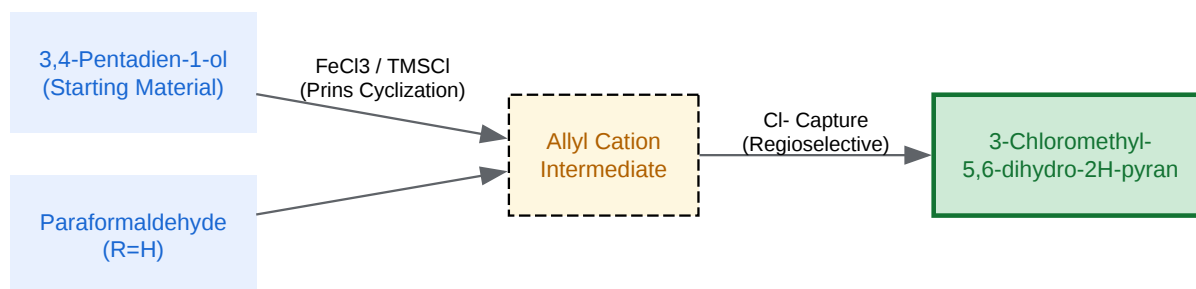 3,4-Pentadien-1-ol
(Starting Material)
FeCl3 / TMSCl
(Prins Cyclization)
Paraformaldehyde
(R=H)
Allyl Cation
Intermediate
Cl- Capture
(Regioselective)
3-Chloromethyl-
5,6-dihydro-2H-pyran